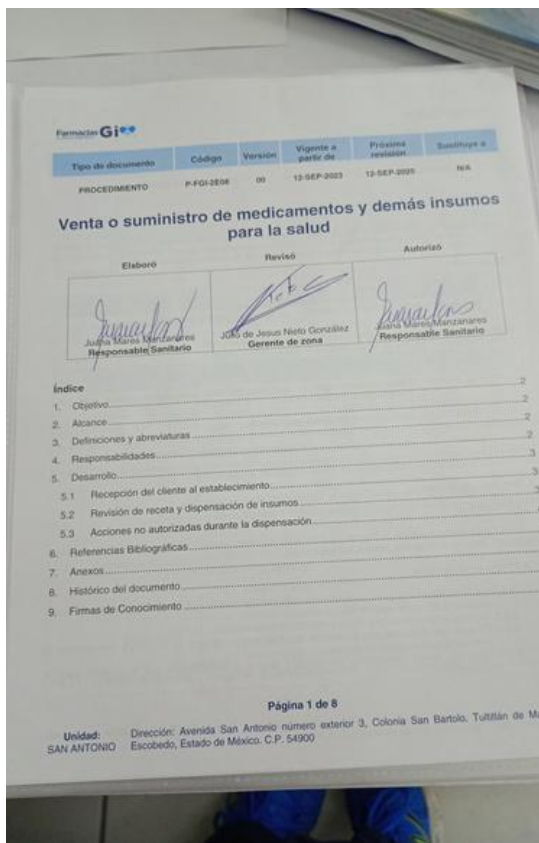 Farmacias Gi
Tipo de documento Código Versión Vigente a partir de Próxima revisión Sustituye a
PROCEDIMIENTO P-FGI-2E08 00 12-SEP-2023 12-SEP-2025 N/A
Venta o suministro de medicamentos y demás insumos
para la salud
Elaboró Revisó Autorizó
Juana Mares Manzanares Julio de Jesus Nieto González Juana Mares Manzanares
Responsable Sanitario Gerente de zona Responsable Sanitario
Índice
1. Objetivo 2
2. Alcance 2
3. Definiciones y abreviaturas 2
4. Responsabilidades 2
5. Desarrollo 3
5.1 Recepción del cliente al establecimiento 3
5.2 Revisión de receta y dispensación de insumos 3
5.3 Acciones no autorizadas durante la dispensación
6. Referencias Bibliográficas
7. Anexos
8. Histórico del documento
9. Firmas de Conocimiento
Página 1 de 8
Unidad: Dirección: Avenida San Antonio número exterior 3, Colonia San Bartolo. Tultitlán de
SAN ANTONIO Escobedo, Estado de México. C.P. 54900